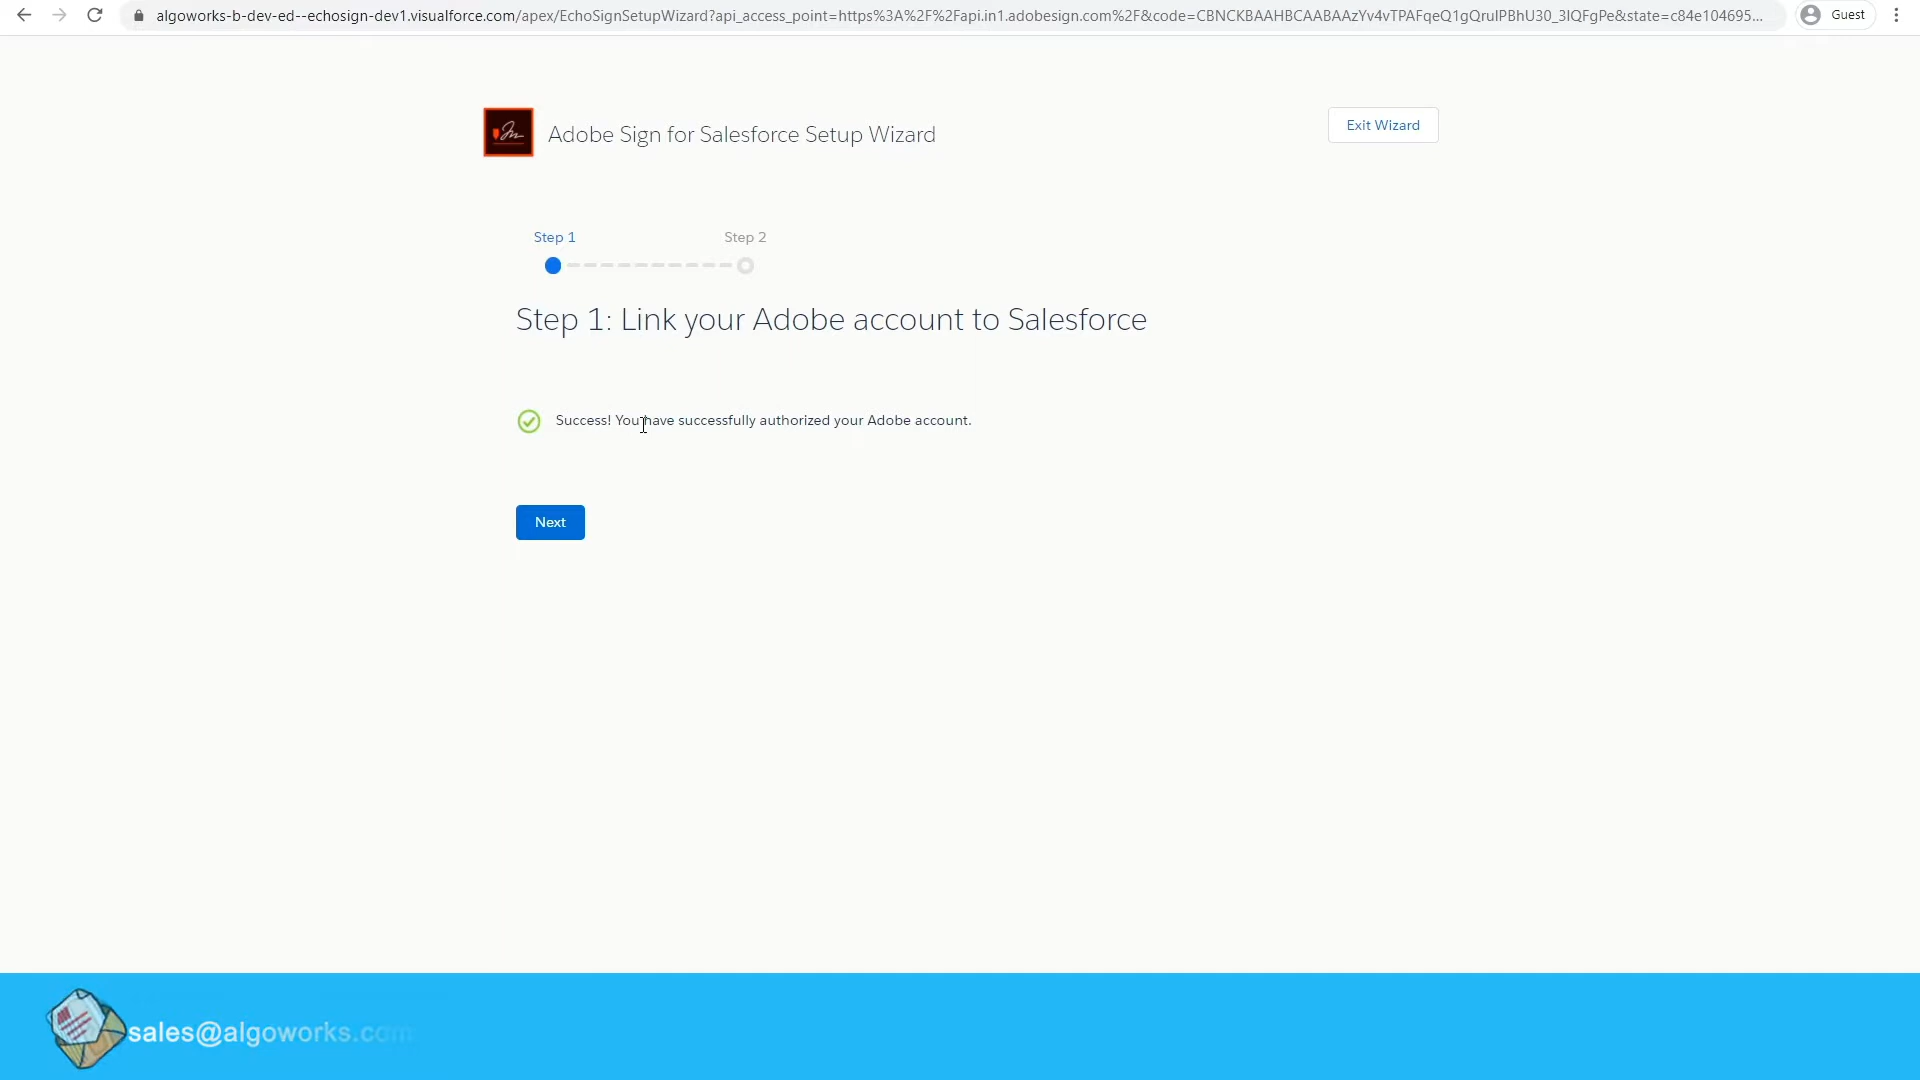 algoworks-b-dev-ed--echosign-dev1.visualforce.com/apex/EchoSignSetupWizard?api_access_point=https%3A%2F%2Fapi.in1.adobesign.com%2F&code=CBNCKBAAHBCAABAAzYv4vTPAFqeQ1gQruIPBhU30_3IQFgPe&state=c84e104695...
Guest
Adobe Sign for Salesforce Setup Wizard
Exit Wizard
Step 1 Step 2
Step 1: Link your Adobe account to Salesforce
Success! You have successfully authorized your Adobe account.
Next
sales@algoworks.com